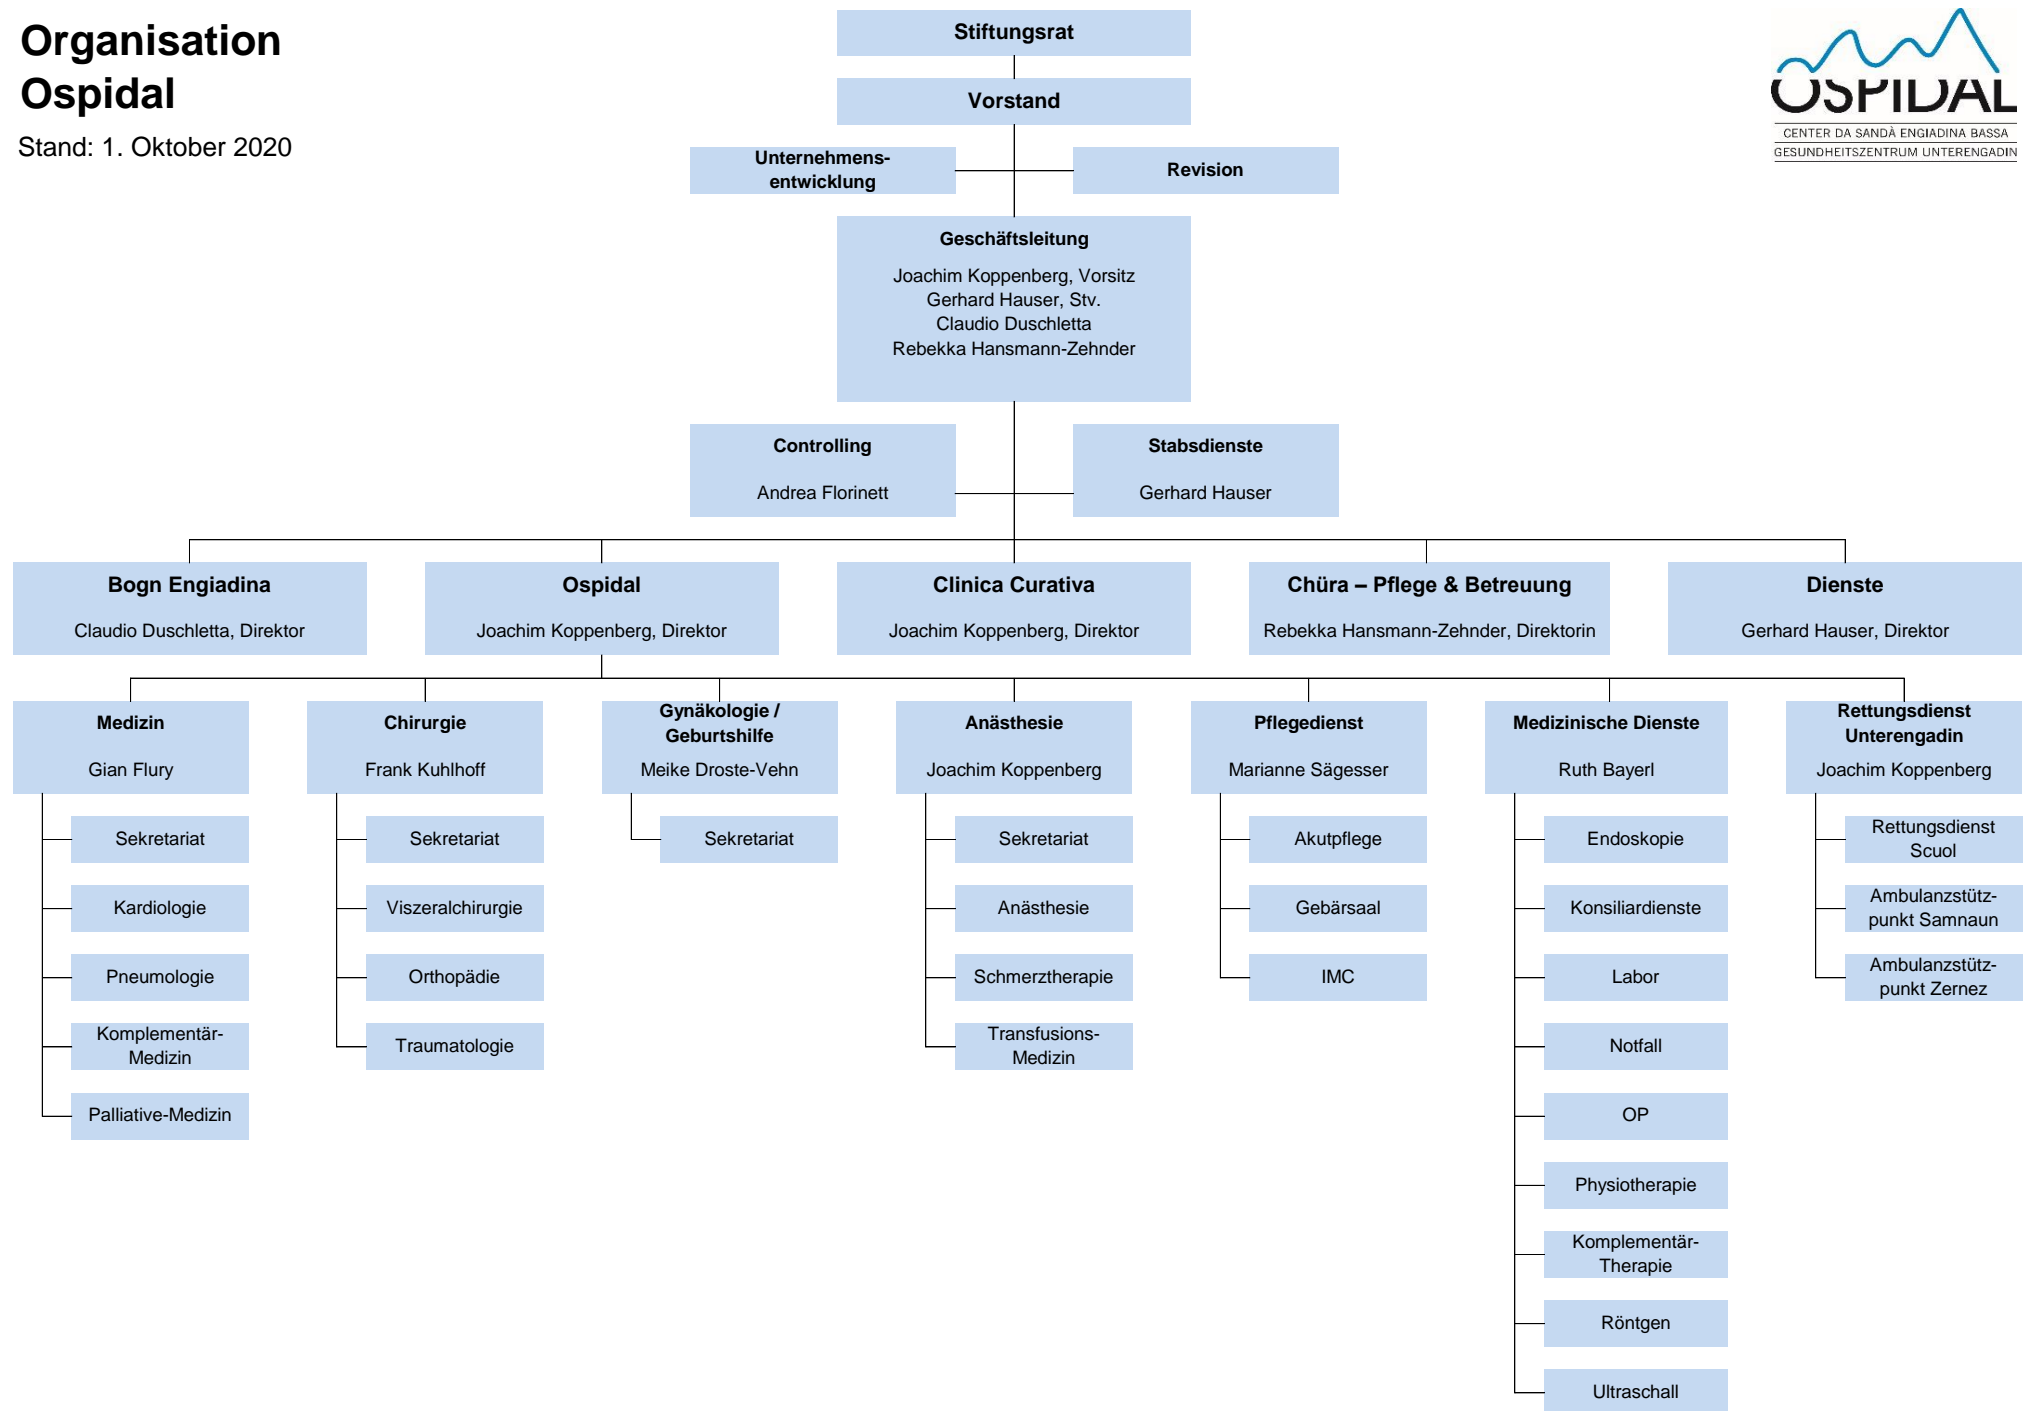 Organisation
Ospidal
Stand: 1. Oktober 2020
OSPIDAL
CENTER DA SANDÀ ENGIADINA BASSA
GESUNDHEITSZENTRUM UNTERENGADIN
Stiftungsrat
Vorstand
Unternehmens-
entwicklung
Revision
Geschäftsleitung
Joachim Koppenberg, Vorsitz
Gerhard Hauser, Stv.
Claudio Duschletta
Rebekka Hansmann-Zehnder
Controlling
Andrea Florinett
Stabsdienste
Gerhard Hauser
Bogn Engiadina
Claudio Duschletta, Direktor
Ospidal
Joachim Koppenberg, Direktor
Clinica Curativa
Joachim Koppenberg, Direktor
Chüra – Pflege & Betreuung
Rebekka Hansmann-Zehnder, Direktorin
Dienste
Gerhard Hauser, Direktor
Medizin
Gian Flury
Sekretariat
Kardiologie
Pneumologie
Komplementär-
Medizin
Palliative-Medizin
Chirurgie
Frank Kuhlhoff
Sekretariat
Viszeralchirurgie
Orthopädie
Traumatologie
Gynäkologie /
Geburtshilfe
Meike Droste-Vehn
Sekretariat
Anästhesie
Joachim Koppenberg
Sekretariat
Anästhesie
Schmerztherapie
Transfusions-
Medizin
Pflegedienst
Marianne Sägesser
Akutpflege
Gebärsaal
IMC
Medizinische Dienste
Ruth Bayerl
Endoskopie
Konsiliardienste
Labor
Notfall
OP
Physiotherapie
Komplementär-
Therapie
Röntgen
Ultraschall
Rettungsdienst
Unterengadin
Joachim Koppenberg
Rettungsdienst
Scuol
Ambulanzstütz-
punkt Samnaun
Ambulanzstütz-
punkt Zernez